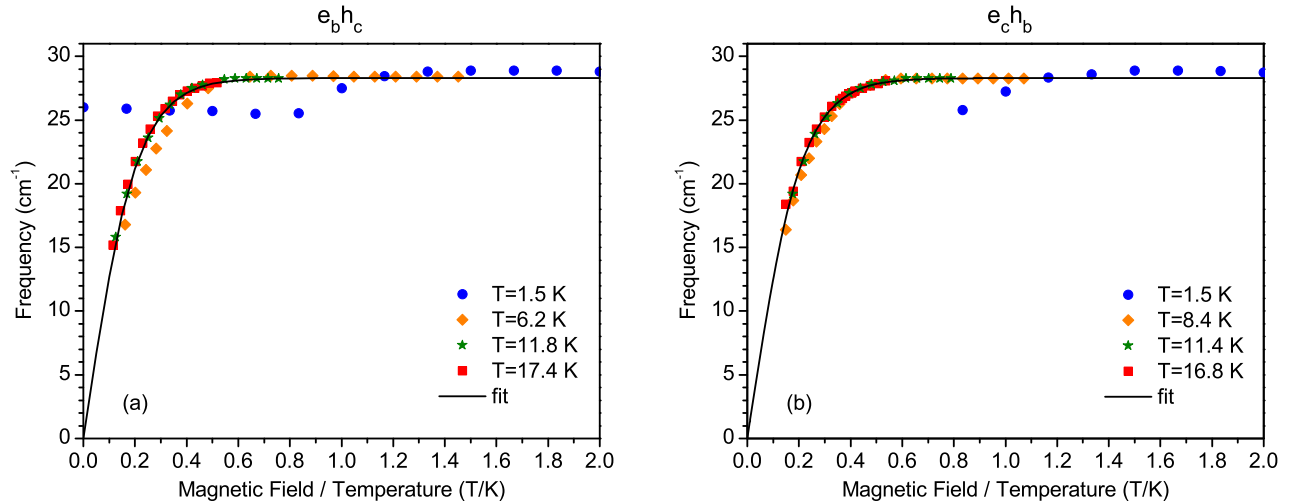 e_b h_c
30
25
20
15
10
5
0
Frequency (cm⁻¹)
T=1.5 K
T=6.2 K
T=11.8 K
T=17.4 K
fit
(a)
0.0 0.2 0.4 0.6 0.8 1.0 1.2 1.4 1.6 1.8 2.0
Magnetic Field / Temperature (T/K)
e_c h_b
30
25
20
15
10
5
0
Frequency (cm⁻¹)
T=1.5 K
T=8.4 K
T=11.4 K
T=16.8 K
fit
(b)
0.0 0.2 0.4 0.6 0.8 1.0 1.2 1.4 1.6 1.8 2.0
Magnetic Field / Temperature (T/K)